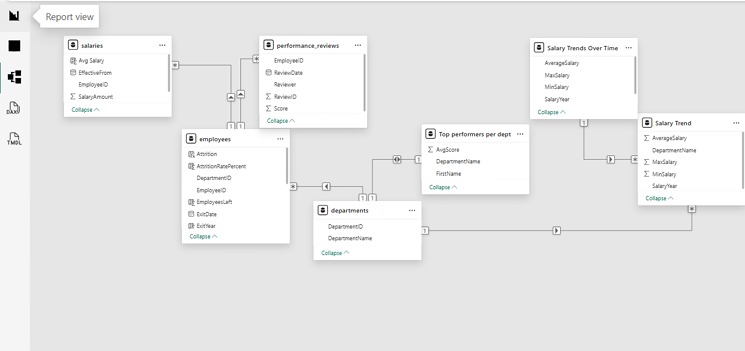 Report view
DAX
TMDL
salaries
Avg Salary
EffectiveFrom
EmployeeID
SalaryAmount
Collapse
performance_reviews
EmployeeID
ReviewDate
Reviewer
ReviewID
Score
Collapse
Salary Trends Over Time
AverageSalary
MaxSalary
MinSalary
SalaryYear
Collapse
Salary Trend
AverageSalary
DepartmentName
MaxSalary
MinSalary
SalaryYear
Collapse
employees
Attrition
AttritionRatePercent
DepartmentID
EmployeeID
EmployeesLeft
ExitDate
ExitYear
Collapse
Top performers per dept
AvgScore
DepartmentName
FirstName
Collapse
departments
DepartmentID
DepartmentName
Collapse